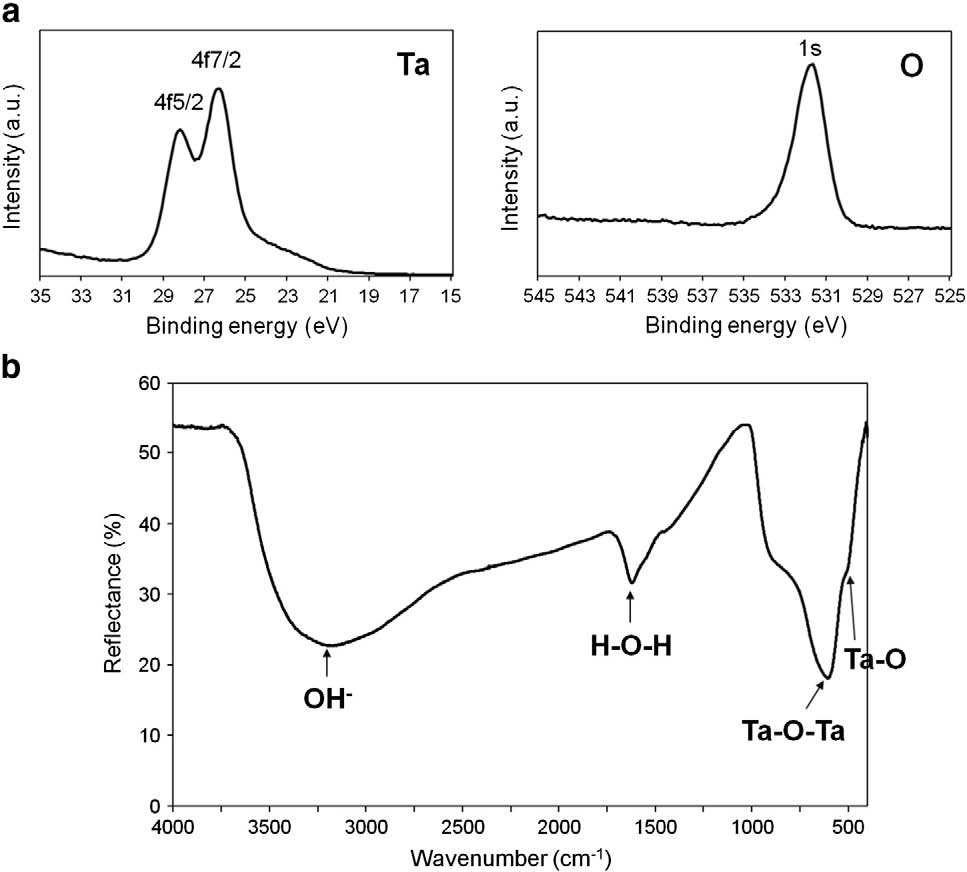 a
4f7/2
Ta
4f5/2
Intensity (a.u.)
35 33 31 29 27 25 23 21 19 17 15
Binding energy (eV)
1s
O
Intensity (a.u.)
545 543 541 539 537 535 533 531 529 527 525
Binding energy (eV)
b
60
50
40
30
20
10
0
Reflectance (%)
H-O-H
Ta-O
OH-
Ta-O-Ta
4000 3500 3000 2500 2000 1500 1000 500
Wavenumber (cm-1)